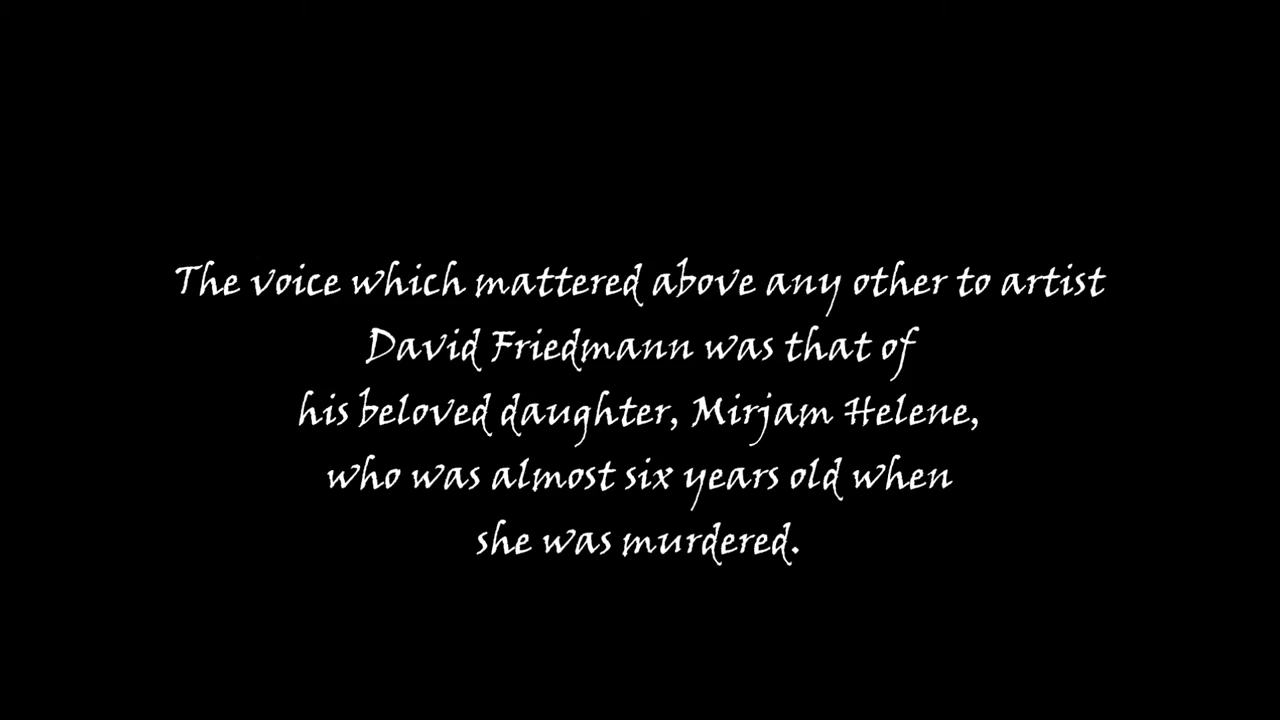 The voice which mattered above any other to artist
David Friedmann was that of
his beloved daughter, Mirjam Helene,
who was almost six years old when
she was murdered.